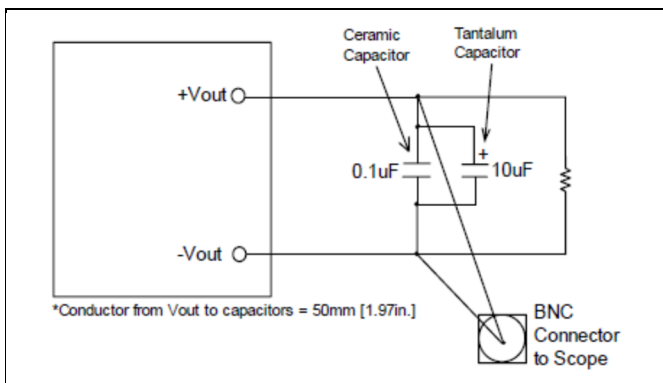 Ceramic
Capacitor
Tantalum
Capacitor
+Vout
0.1uF
+
10uF
-Vout
*Conductor from Vout to capacitors = 50mm [1.97in.]
BNC
Connector
to Scope